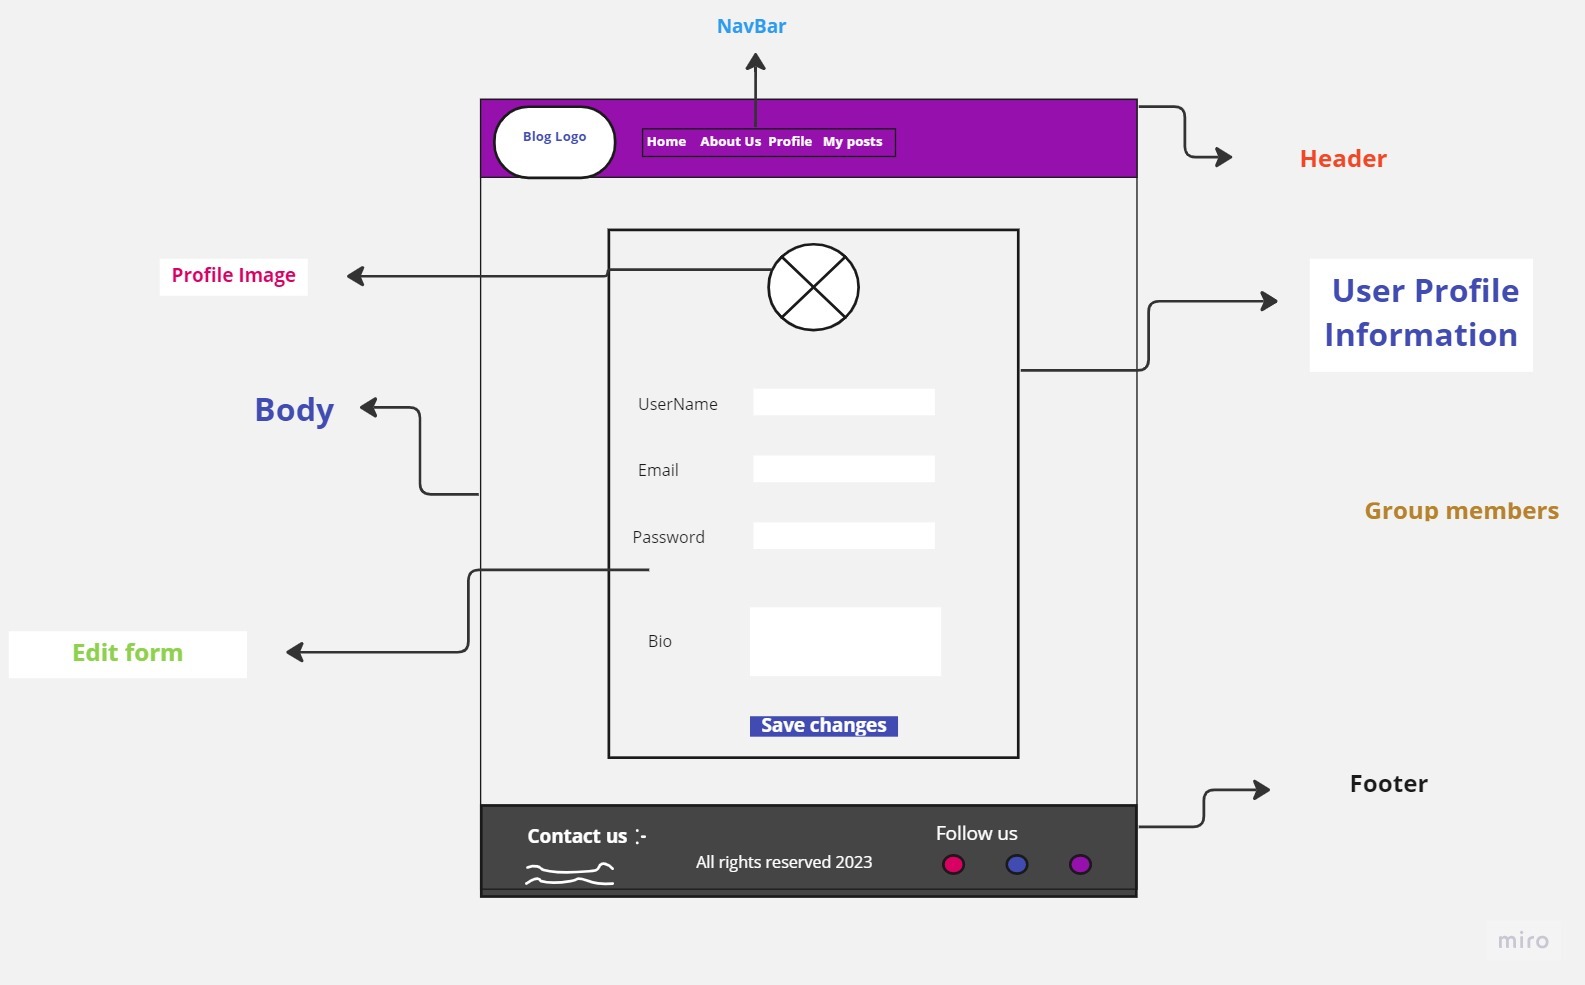 NavBar
Blog Logo
Home About Us Profile My posts
Header
Profile Image
User Profile
Information
UserName
Body
Email
Group members
Password
Bio
Edit form
Save changes
Footer
Contact us :-
Follow us
All rights reserved 2023
miro